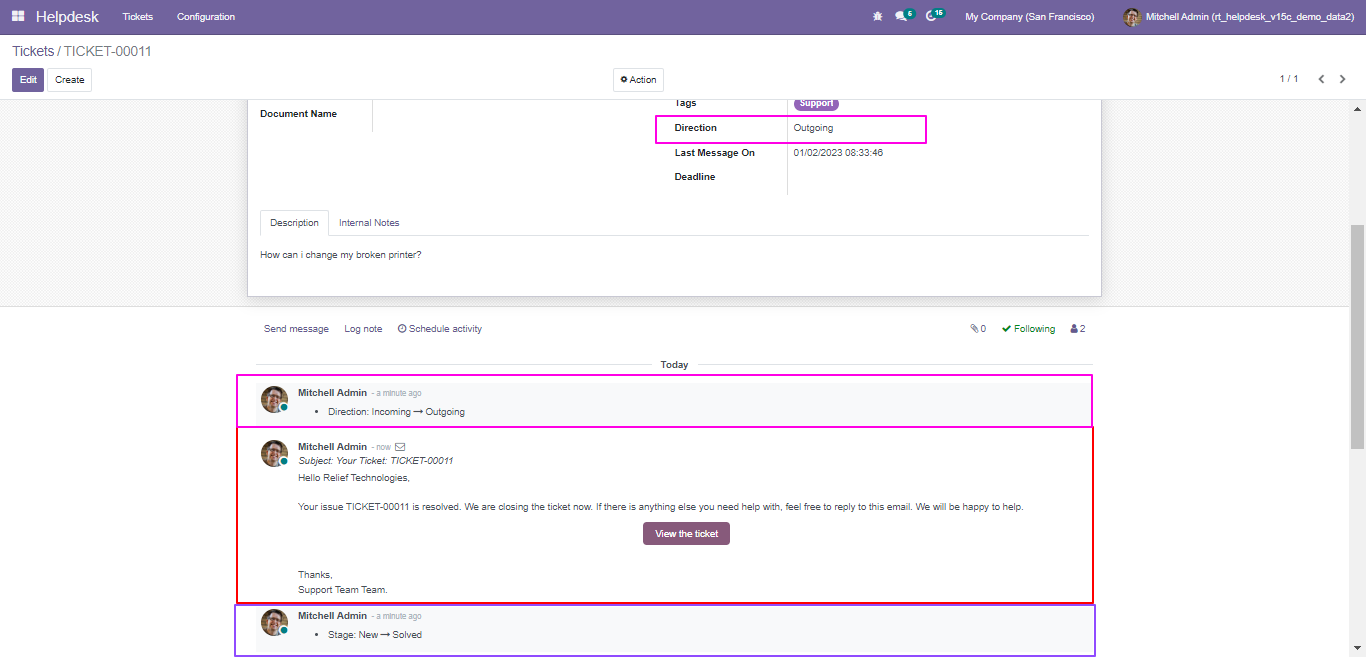 Helpdesk Tickets Configuration 6 15 My Company (San Francisco) Mitchell Admin (rt_helpdesk_v15c_demo_data2)
Tickets / TICKET-00011
Edit Create Action 1 / 1
Tags Support
Document Name
Direction Outgoing
Last Message On 01/02/2023 08:33:46
Deadline
Description Internal Notes
How can i change my broken printer?
Send message Log note Schedule activity 0 Following 2
Today
Mitchell Admin - a minute ago
• Direction: Incoming → Outgoing
Mitchell Admin - now
Subject: Your Ticket: TICKET-00011
Hello Relief Technologies,
Your issue TICKET-00011 is resolved. We are closing the ticket now. If there is anything else you need help with, feel free to reply to this email. We will be happy to help.
View the ticket
Thanks,
Support Team Team.
Mitchell Admin - a minute ago
• Stage: New → Solved